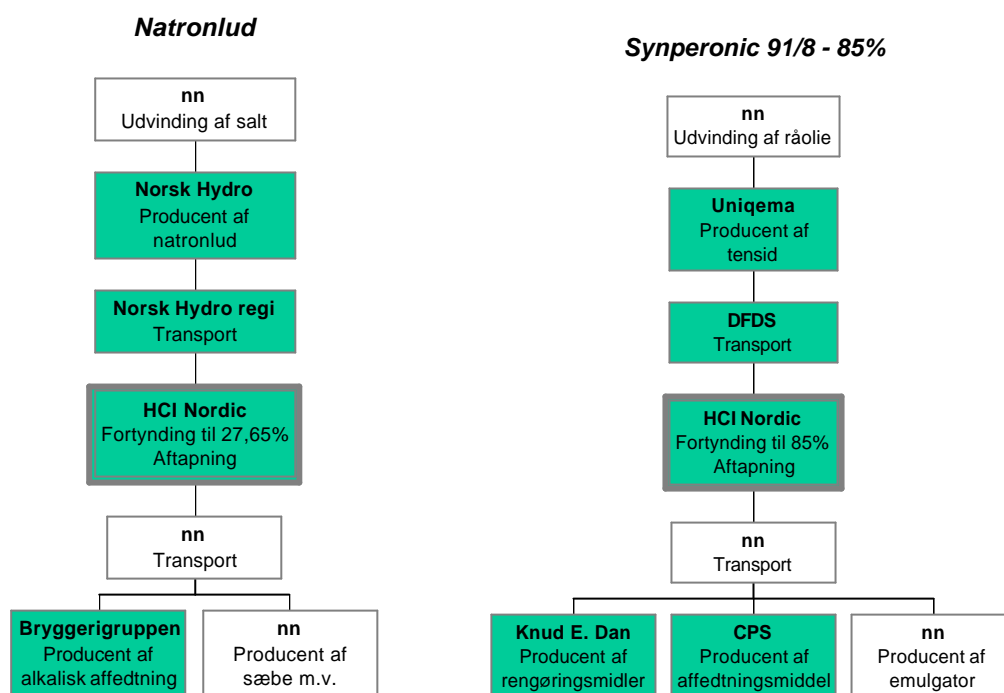 Natronlud
nn
Udvinding af salt
Norsk Hydro
Producent af
natronlud
Norsk Hydro regi
Transport
HCI Nordic
Fortynding til 27,65%
Aftapning
nn
Transport
Bryggerigruppen
Producent af
alkalisk affedtning
nn
Producent af
sæbe m.v.
Synperonic 91/8 - 85%
nn
Udvinding af råolie
Uniqema
Producent af
tensid
DFDS
Transport
HCI Nordic
Fortynding til 85%
Aftapning
nn
Transport
Knud E. Dan
Producent af
rengøringsmidler
CPS
Producent af
affedtningsmiddel
nn
Producent af
emulgator